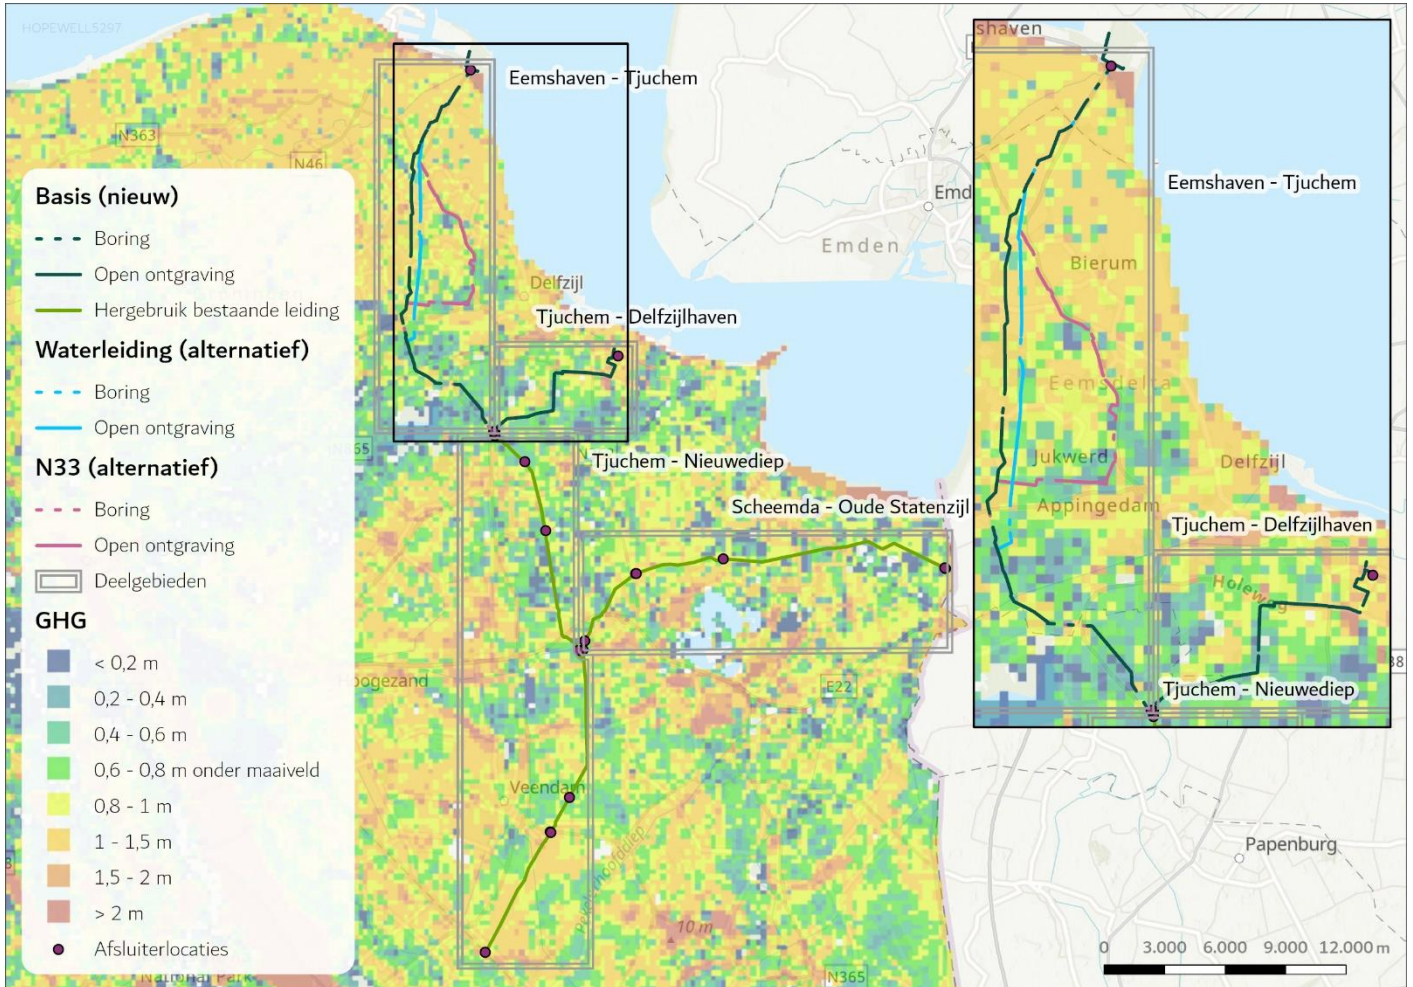 HOPEWELL5297
N363
N46
Eemshaven - Tjuchem
Emden
Delfzijl
Tjuchem - Delfzijlhaven
Tjuchem - Nieuwediep
Scheemda - Oude Statenzijl
Hoogezand
E22
Veendam
10 m
National Park
N365
Papenburg
Basis (nieuw)
Boring
Open ontgraving
Hergebruik bestaande leiding
Waterleiding (alternatief)
Boring
Open ontgraving
N33 (alternatief)
Boring
Open ontgraving
Deelgebieden
GHG
< 0,2 m
0,2 - 0,4 m
0,4 - 0,6 m
0,6 - 0,8 m onder maaiveld
0,8 - 1 m
1 - 1,5 m
1,5 - 2 m
> 2 m
Afsluiterlocaties
shaven
Eemshaven - Tjuchem
Bierum
Eemsdelta
Jukwerd
Appingedam
Delfzijl
Tjuchem - Delfzijlhaven
Holeweg
Tjuchem - Nieuwediep
0 3.000 6.000 9.000 12.000 m